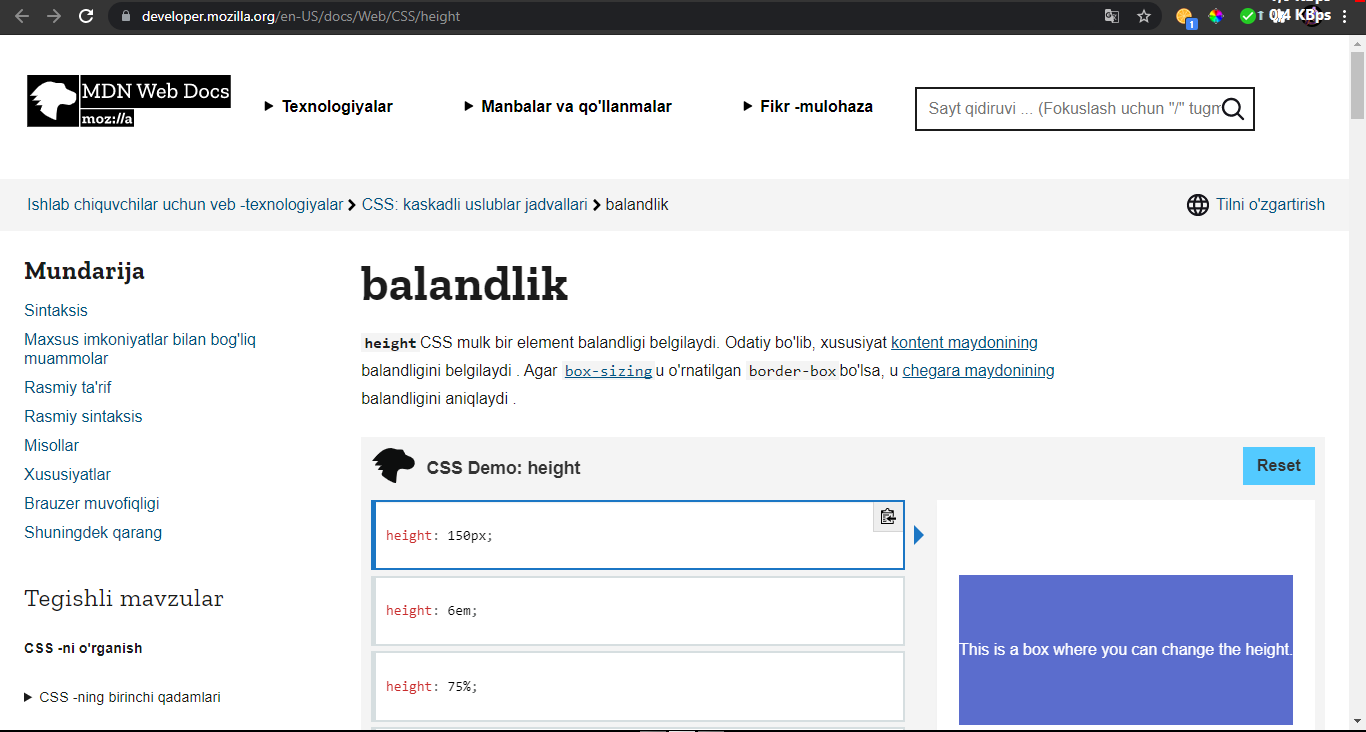 developer.mozilla.org/en-US/docs/Web/CSS/height
1
0,4 KBps
MDN Web Docs
moz://a
Texnologiyalar
Manbalar va qo'llanmalar
Fikr -mulohaza
Sayt qidiruvi ... (Fokuslash uchun "/" tugm
Ishlab chiquvchilar uchun veb -texnologiyalar
CSS: kaskadli uslublar jadvallari
balandlik
Tilni o'zgartirish
Mundarija
Sintaksis
Maxsus imkoniyatlar bilan bog'liq
muammolar
Rasmiy ta'rif
Rasmiy sintaksis
Misollar
Xususiyatlar
Brauzer muvofiqligi
Shuningdek qarang
Tegishli mavzular
CSS -ni o'rganish
CSS -ning birinchi qadamlari
balandlik
height CSS mulk bir element balandligi belgilaydi. Odatiy bo'lib, xususiyat kontent maydonining
balandligini belgilaydi . Agar box-sizing u o'rnatilgan border-box bo'lsa, u chegara maydonining
balandligini aniqlaydi .
CSS Demo: height
Reset
height: 150px;
height: 6em;
height: 75%;
This is a box where you can change the height.